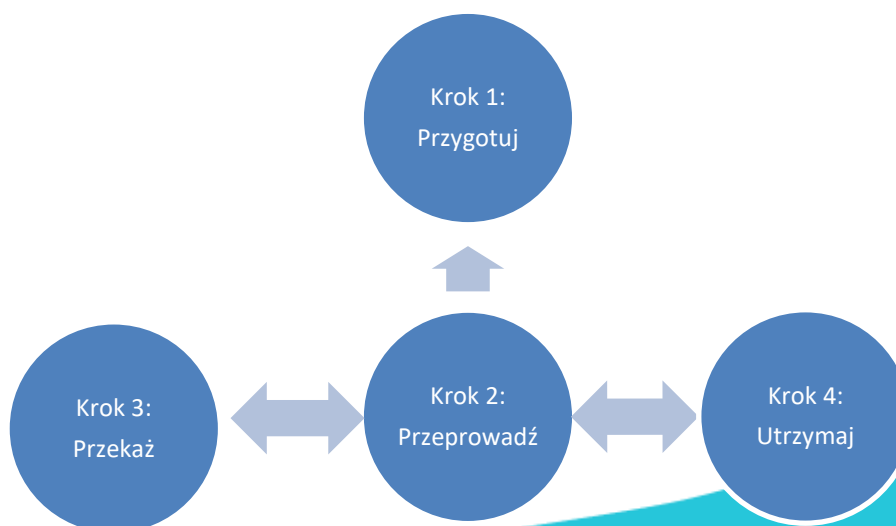 Krok 1:
Przygotuj
Krok 3:
Przekaż
Krok 2:
Przeprowadź
Krok 4:
Utrzymaj